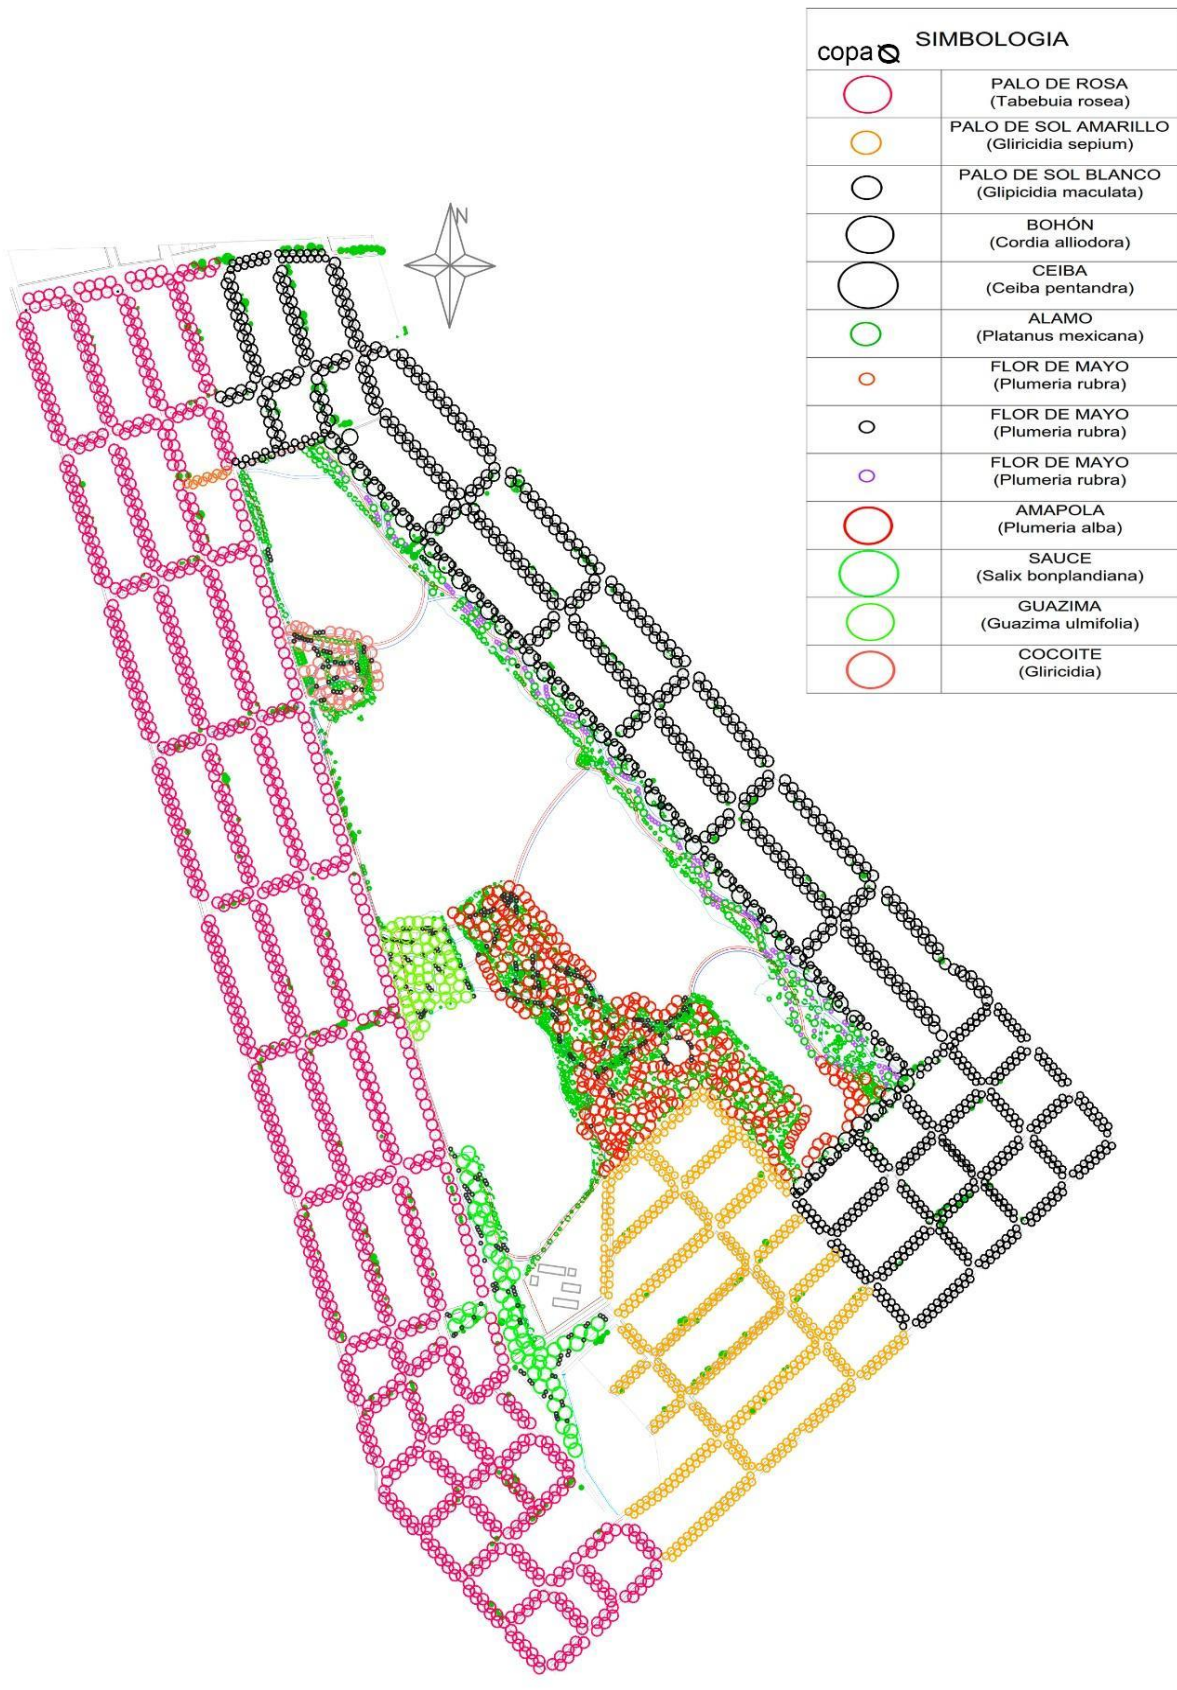 SIMBOLOGIA
copa
PALO DE ROSA
(Tabebuia rosea)
PALO DE SOL AMARILLO
(Gliricidia sepium)
PALO DE SOL BLANCO
(Glipicidia maculata)
BOHÓN
(Cordia alliodora)
CEIBA
(Ceiba pentandra)
ALAMO
(Platanus mexicana)
FLOR DE MAYO
(Plumeria rubra)
FLOR DE MAYO
(Plumeria rubra)
FLOR DE MAYO
(Plumeria rubra)
AMAPOLA
(Plumeria alba)
SAUCE
(Salix bonplandiana)
GUAZIMA
(Guazima ulmifolia)
COCOITE
(Gliricidia)
N